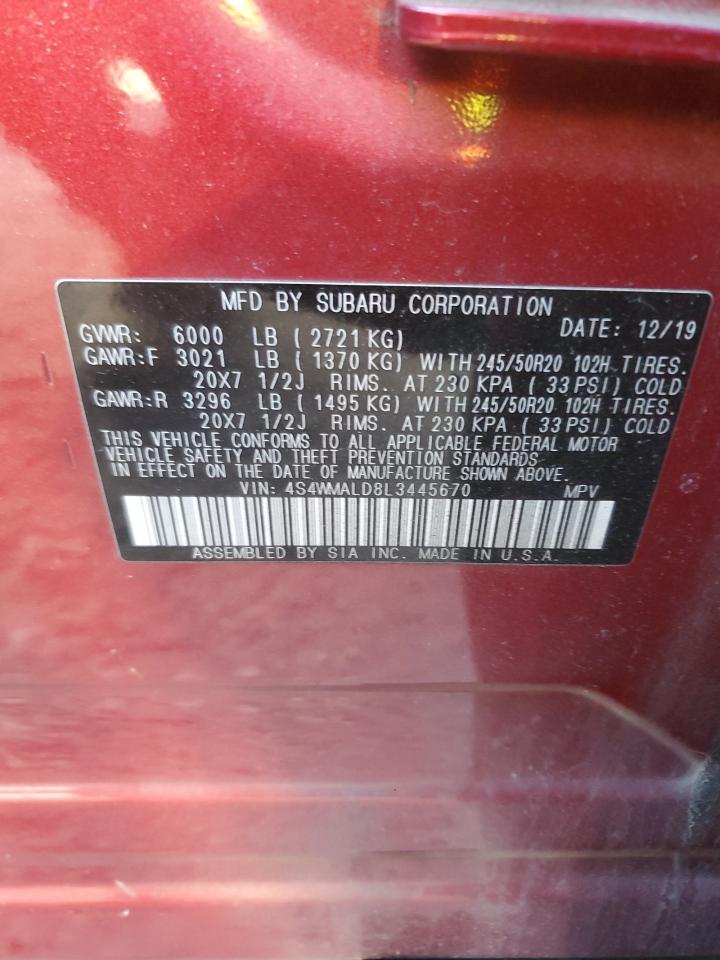 MFD BY SUBARU CORPORATION
DATE: 12/19
GVWR: 6000 LB ( 2721 KG)
GAWR:F 3021 LB ( 1370 KG) WITH 245/50R20 102H TIRES.
20X7 1/2J RIMS. AT 230 KPA ( 33 PSI) COLD
GAWR:R 3296 LB ( 1495 KG) WITH 245/50R20 102H TIRES.
20X7 1/2J RIMS. AT 230 KPA ( 33 PSI) COLD
THIS VEHICLE CONFORMS TO ALL APPLICABLE FEDERAL MOTOR
VEHICLE SAFETY AND THEFT PREVENTION STANDARDS
IN EFFECT ON THE DATE OF MANUFACTURE SHOWN ABOVE.
VIN: 4S4WMALD8L3445670 MPV
ASSEMBLED BY SIA INC. MADE IN U.S.A.